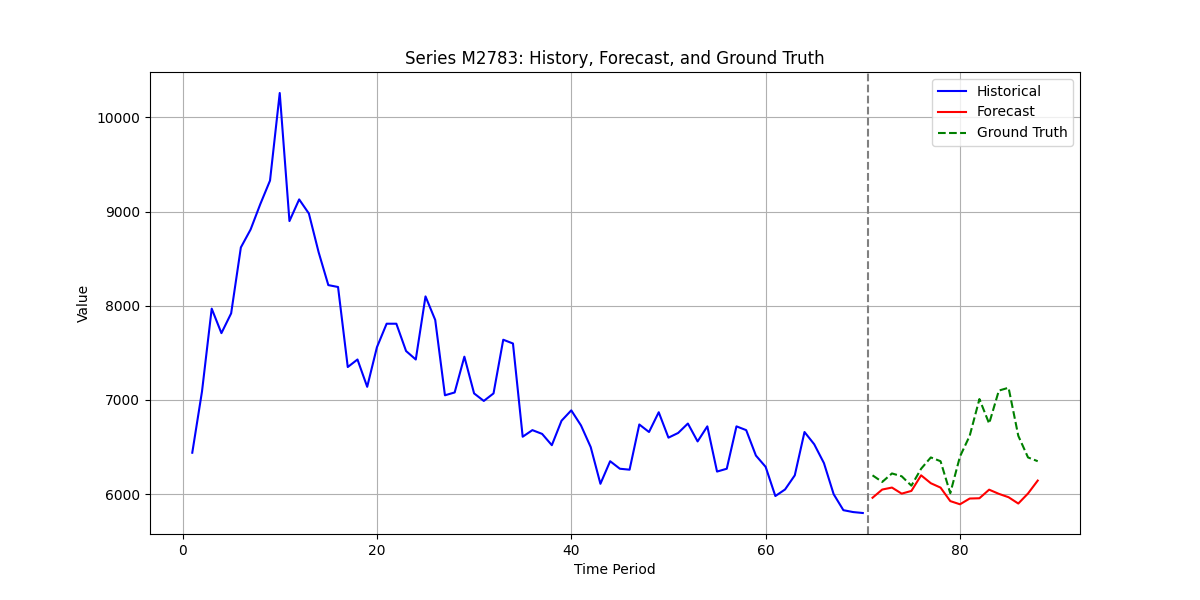 Series M2783: History, Forecast, and Ground Truth
Historical
Forecast
Ground Truth
10000
9000
8000
7000
6000
Value
0
20
40
60
80
Time Period